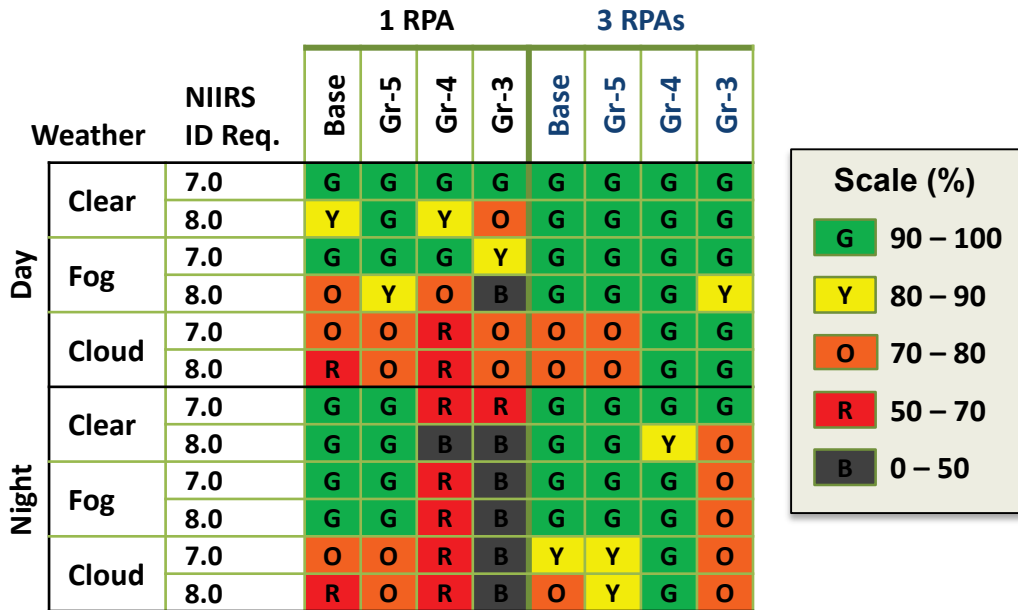 1 RPA 3 RPAs
Weather NIIRS ID Req. Base Gr-5 Gr-4 Gr-3 Base Gr-5 Gr-4 Gr-3
Day
Clear 7.0 G G G G G G G G
8.0 Y G Y O G G G G
Fog 7.0 G G G Y G G G G
8.0 O Y O B G G G Y
Cloud 7.0 O O R O O O G G
8.0 R O R O O O G G
Night
Clear 7.0 G G R R G G G G
8.0 G G B B G G Y O
Fog 7.0 G G R B G G G O
8.0 G G R B G G G O
Cloud 7.0 O O R B Y Y G O
8.0 R O R B O Y G O
Scale (%)
G 90 – 100
Y 80 – 90
O 70 – 80
R 50 – 70
B 0 – 50